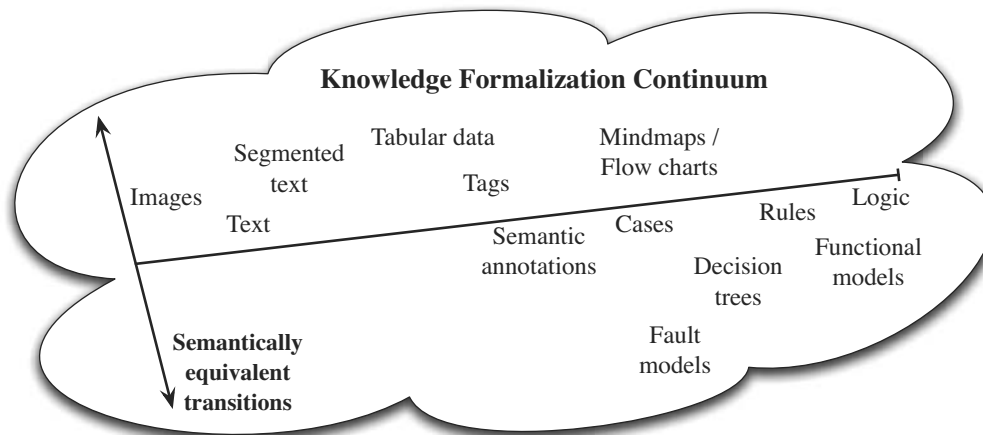 Knowledge Formalization Continuum
Tabular data
Mindmaps /
Flow charts
Segmented
text
Images
Tags
Text
Logic
Rules
Cases
Semantic
annotations
Functional
models
Decision
trees
Fault
models
Semantically
equivalent
transitions